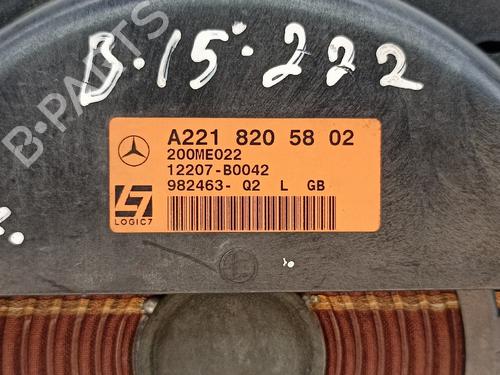 B.15.222
A221 820 58 02
200ME022
12207-B0042
982463- Q2 L GB
LOGIC7
B-PARTS